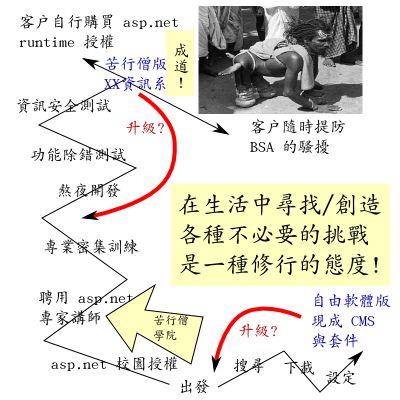 客户自行購買 asp.net
runtime 授權
成
道
!
苦行僧版
XX資訊系
資訊安全測試
升級?
客户隨時提防
BSA 的騷擾
功能除錯測試
熬夜開發
在生活中尋找/創造
各種不必要的挑戰
是一種修行的態度!
專業密集訓練
聘用 asp.net
專家講師
苦行僧
學院
自由軟體版
現成 CMS
與套件
升級?
asp.net 校園授權
出發
搜尋
下載
設定